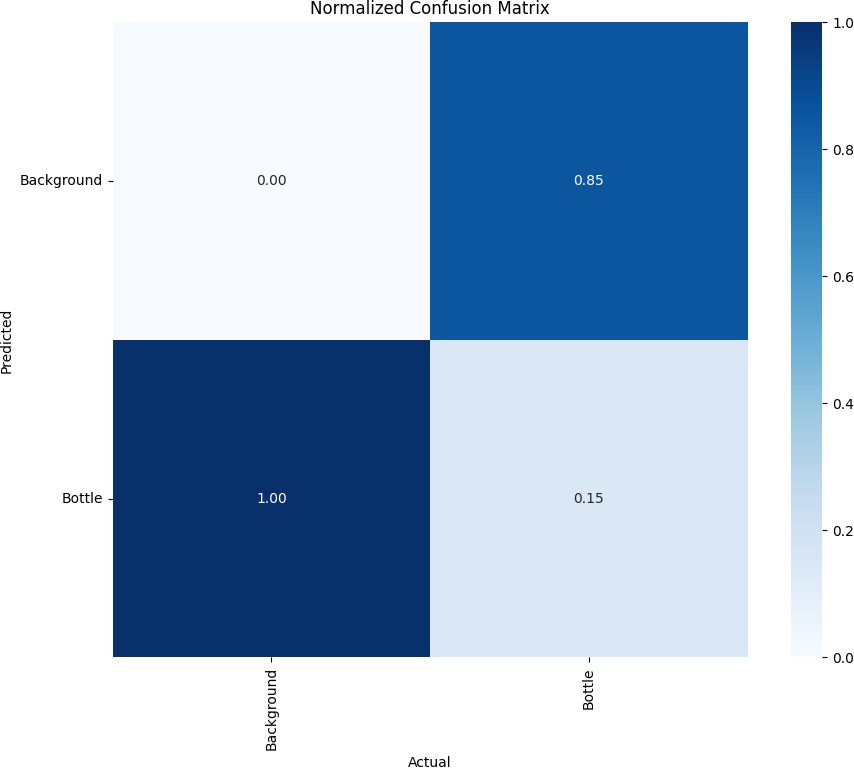 Normalized Confusion Matrix
1.0
0.8
0.6
0.4
0.2
0.0
Predicted
Background
0.00
0.85
Bottle
1.00
0.15
Background
Bottle
Actual